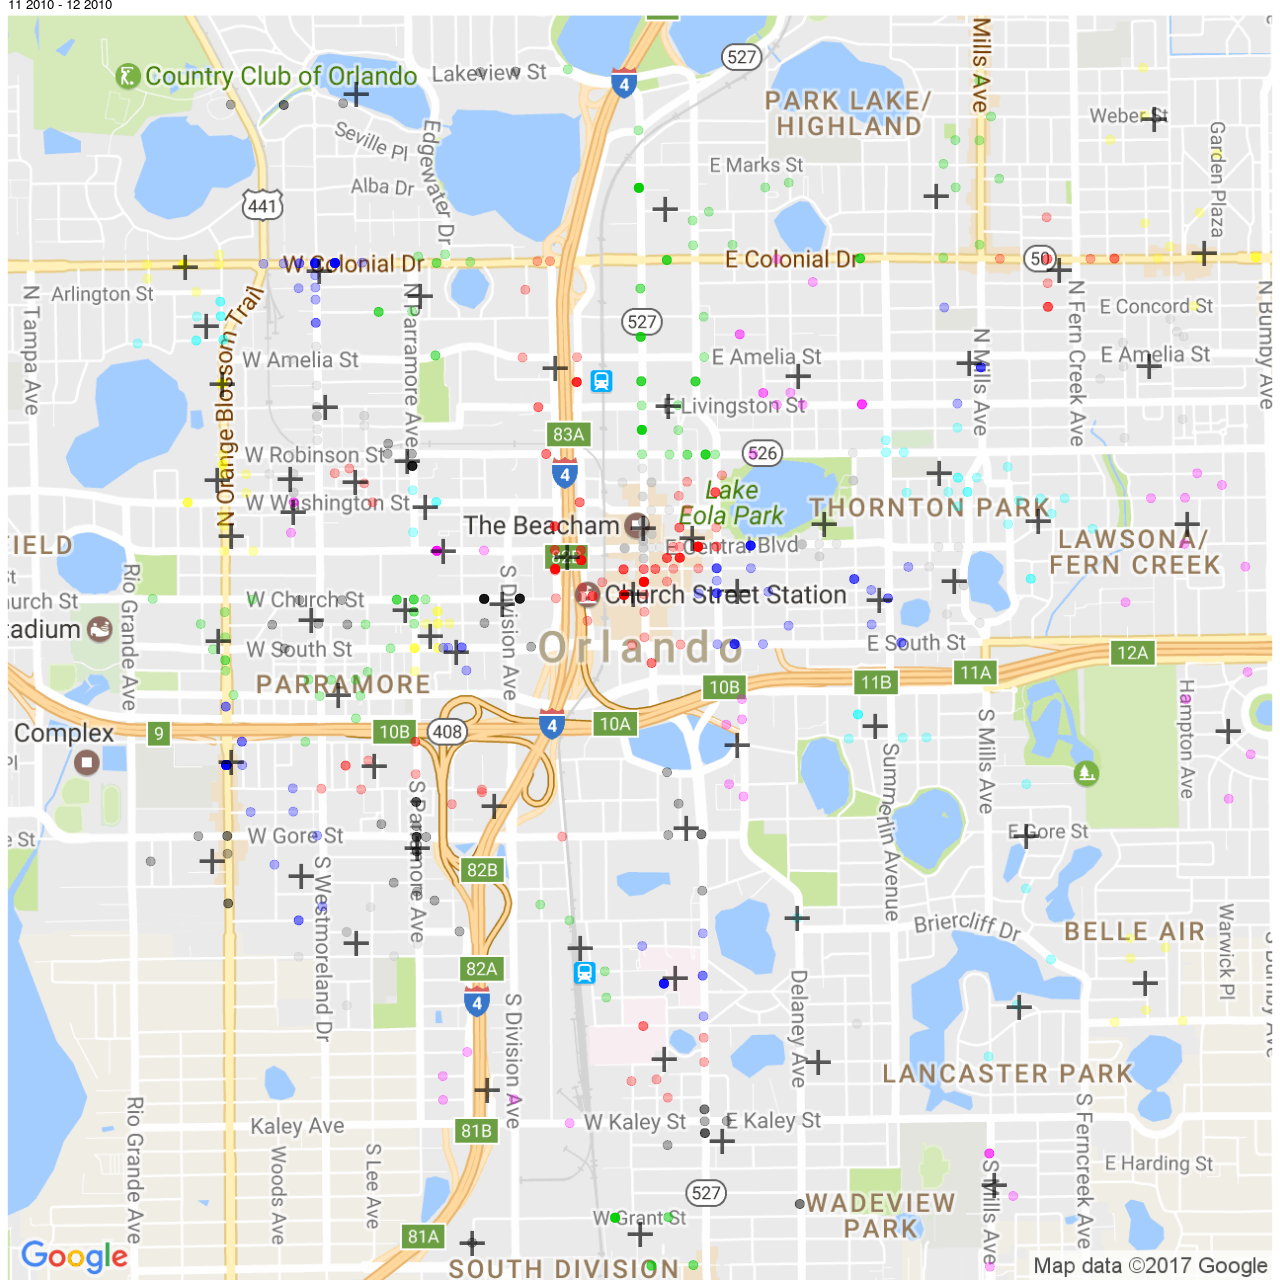 11 2010 - 12 2010
Country Club of Orlando
Lakeview St
4
527
Mills Ave
PARK LAKE/
HIGHLAND
Weber St
Garden Plaza
Seville Pl
Edgewater Dr
E Marks St
Alba Dr
441
W Colonial Dr
E Colonial Dr
50
Arlington St
N Tampa Ave
N Orange Blossom Trail
N Parramore Ave
527
N Fern Creek Ave
E Concord St
N Bumby Ave
W Amelia St
E Amelia St
N Mills Ave
E Amelia St
E Livingston St
83A
W Robinson St
526
4
W Washington St
Lake
Eola Park
THORNTON PARK
The Beacham
FIELD
E Central Blvd
LAWSONA/
FERN CREEK
Rio Grande Ave
S Division Ave
W Church St
Church Street Station
tadium
Orlando
E South St
W South St
12A
11A
11B
10B
PARRAMORE
Hampton Ave
4
10A
Complex
9
10B
408
S Mills Ave
Summerlin Avenue
S Parramore Ave
W Gore St
E Gore St
e St
S Westmoreland Dr
82B
Warwick Pl
Briercliff Dr
BELLE AIR
S Bumby Ave
82A
Delaney Ave
4
S Division Ave
LANCASTER PARK
Rio Grande Ave
Kaley Ave
81B
W Kaley St
E Kaley St
S Ferncreek Ave
Woods Ave
S Lee Ave
E Harding St
S Mills Ave
527
WADEVIEW
PARK
W Grant St
81A
Google
SOUTH DIVISION
Map data ©2017 Google